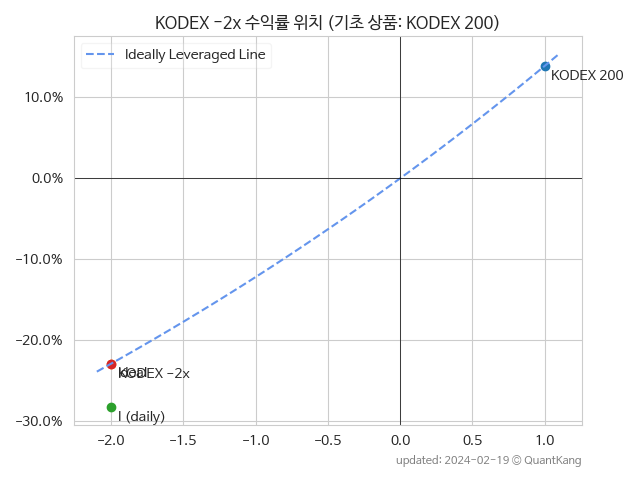 KODEX -2x 수익률 위치 (기초 상품: KODEX 200)
Ideally Leveraged Line
KODEX 200
10.0%
0.0%
-10.0%
-20.0%
-30.0%
KODEX -2x
I (daily)
-2.0 -1.5 -1.0 -0.5 0.0 0.5 1.0
updated: 2024-02-19 © QuantKang